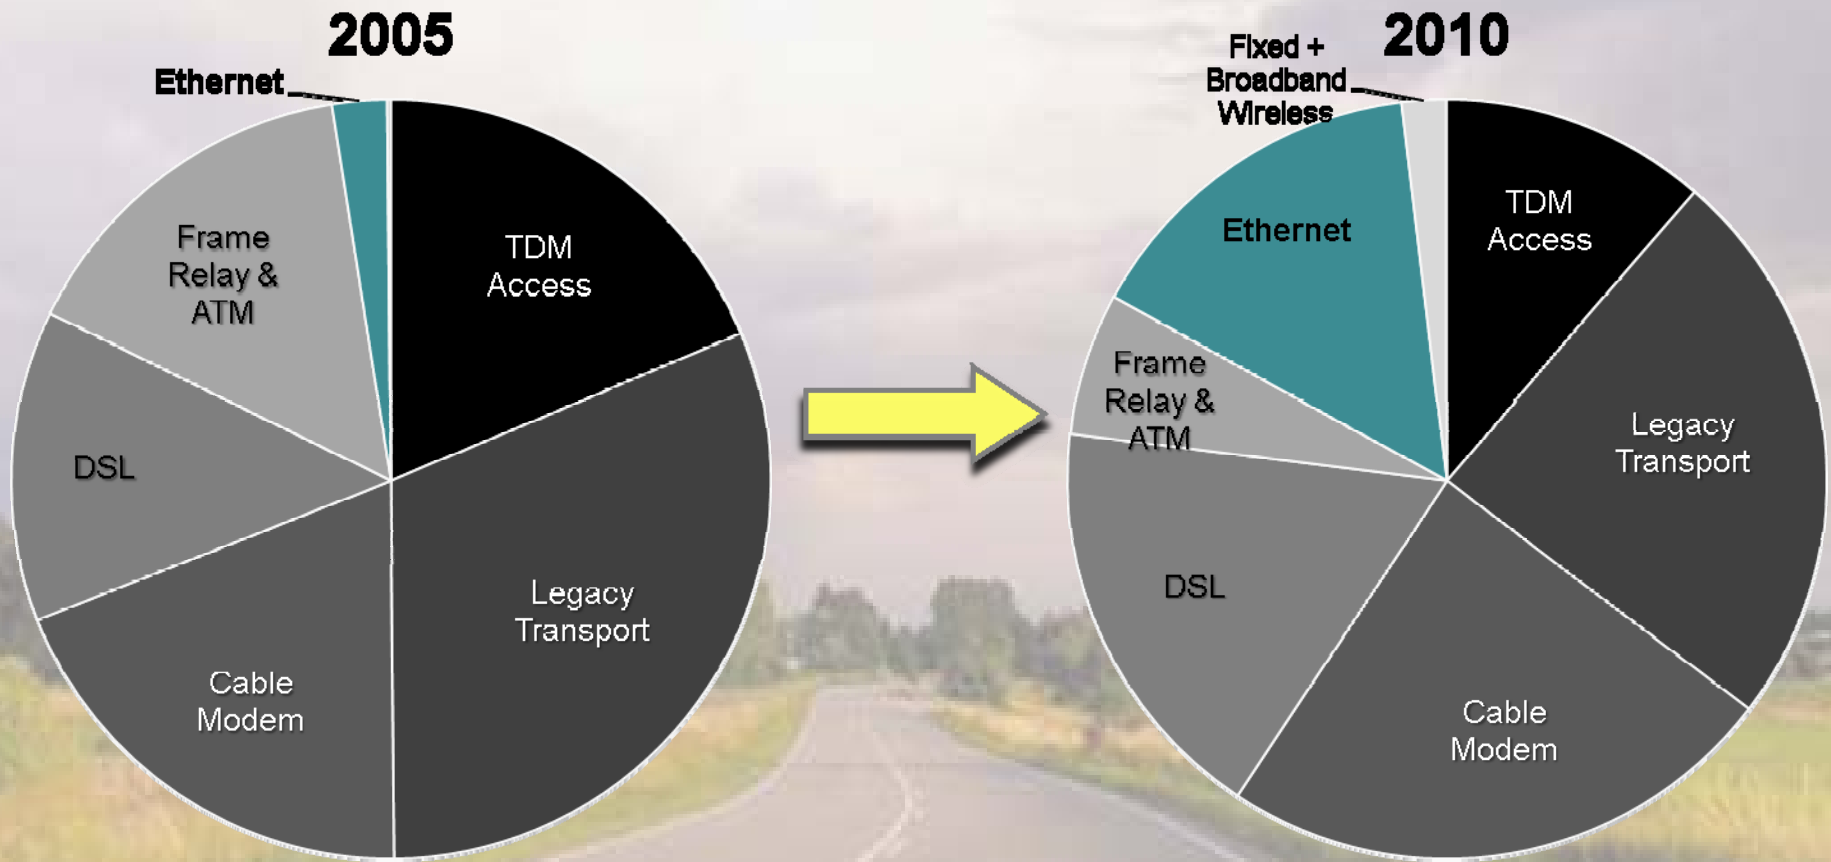 2005
Ethernet
TDM
Access
Legacy
Transport
Cable
Modem
DSL
Frame
Relay &
ATM
2010
Fixed +
Broadband
Wireless
TDM
Access
Legacy
Transport
Cable
Modem
DSL
Frame
Relay &
ATM
Ethernet